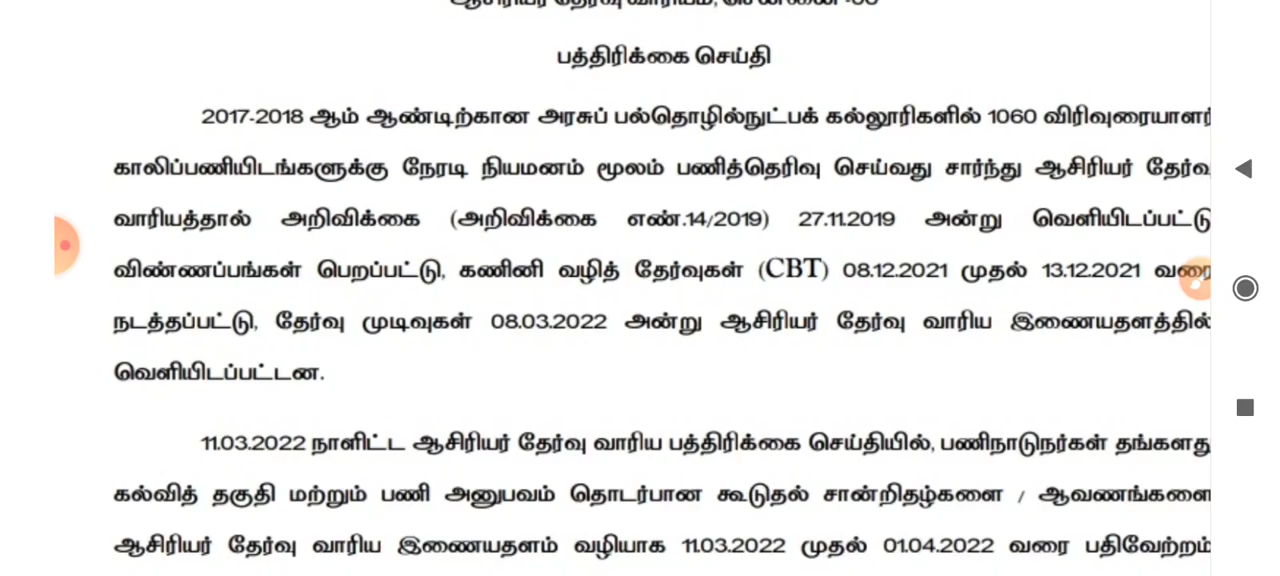 ஆசிரியர் தேர்வு வாரியம், சென்னை
பத்திரிக்கை செய்தி
2017-2018 ஆம் ஆண்டிற்கான அரசுப் பல்தொழில்நுட்பக் கல்லூரிகளில் 1060 விரிவுரையாளர்
காலிப்பணியிடங்களுக்கு நேரடி நியமனம் மூலம் பணித்தெரிவு செய்வது சார்ந்து ஆசிரியர் தேர்வு
வாரியத்தால் அறிவிக்கை (அறிவிக்கை எண்.14/2019) 27.11.2019 அன்று வெளியிடப்பட்டு
விண்ணப்பங்கள் பெறப்பட்டு, கணினி வழித் தேர்வுகள் (CBT) 08.12.2021 முதல் 13.12.2021 வரை
நடத்தப்பட்டு, தேர்வு முடிவுகள் 08.03.2022 அன்று ஆசிரியர் தேர்வு வாரிய இணையதளத்தில்
வெளியிடப்பட்டன.
11.03.2022 நாளிட்ட ஆசிரியர் தேர்வு வாரிய பத்திரிக்கை செய்தியில், பணிநாடுநர்கள் தங்களது
கல்வித் தகுதி மற்றும் பணி அனுபவம் தொடர்பான கூடுதல் சான்றிதழ்களை / ஆவணங்களை
ஆசிரியர் தேர்வு வாரிய இணையதளம் வழியாக 11.03.2022 முதல் 01.04.2022 வரை பதிவேற்றம்